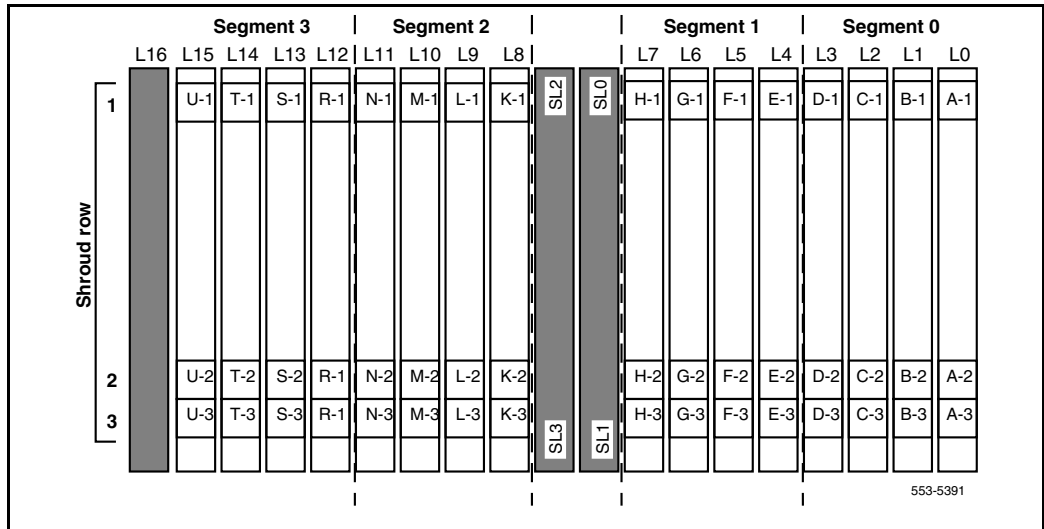 Segment 3 Segment 2 Segment 1 Segment 0
L16 L15 L14 L13 L12 L11 L10 L9 L8 L7 L6 L5 L4 L3 L2 L1 L0
SL2 SL0
1 U-1 T-1 S-1 R-1 N-1 M-1 L-1 K-1 H-1 G-1 F-1 E-1 D-1 C-1 B-1 A-1
Shroud row
2 U-2 T-2 S-2 R-1 N-2 M-2 L-2 K-2 H-2 G-2 F-2 E-2 D-2 C-2 B-2 A-2
3 U-3 T-3 S-3 R-1 N-3 M-3 L-3 K-3 H-3 G-3 F-3 E-3 D-3 C-3 B-3 A-3
SL3 SL1
553-5391